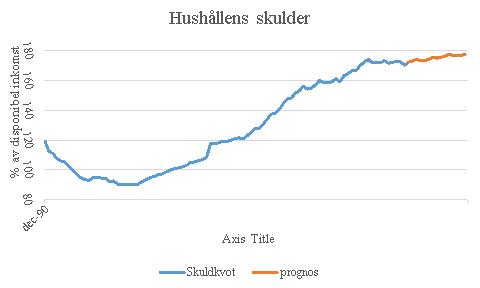 Hushållens skulder
% av disponibel inkomst
180
160
140
120
100
80
dec-90
Axis Title
Skuldkvot
prognos